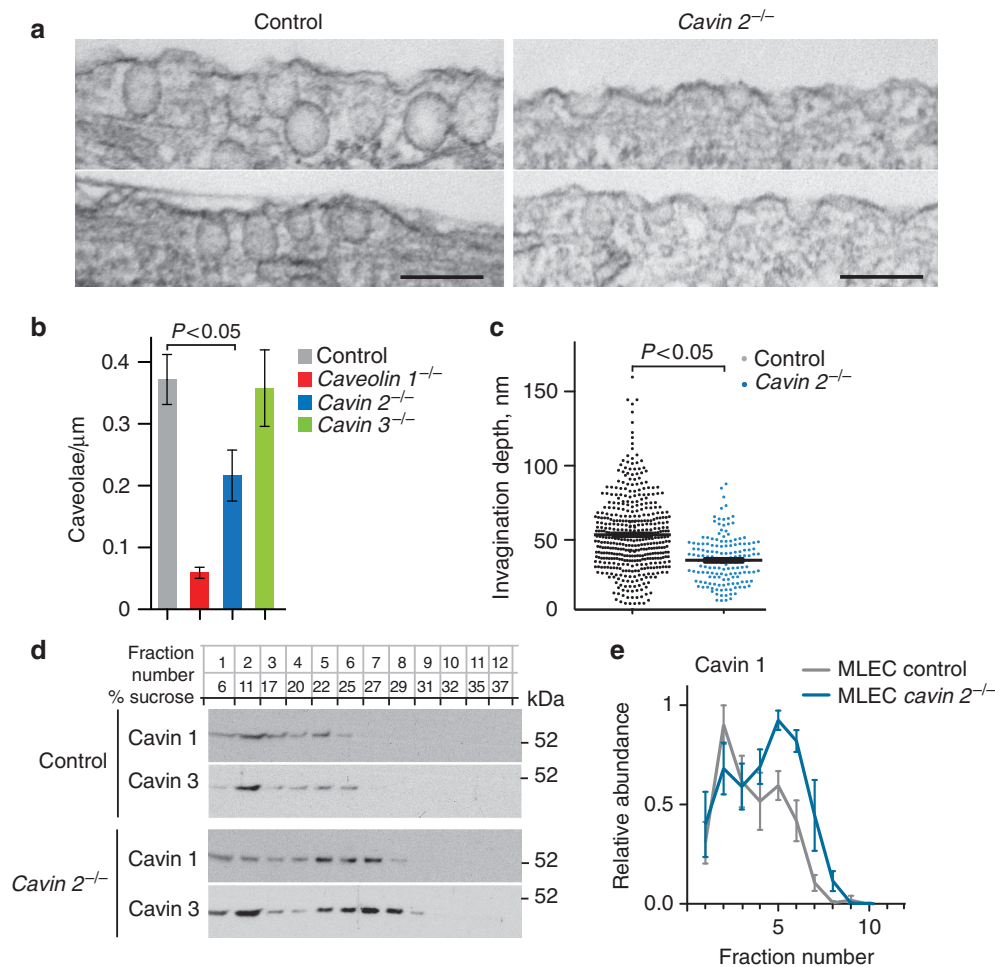 a
Control
Cavin 2–/–
b
P<0.05
Caveolae/μm
0.4
0.3
0.2
0.1
0
Control
Caveolin 1–/–
Cavin 2–/–
Cavin 3–/–
c
P<0.05
Control
Cavin 2–/–
Invagination depth, nm
150
100
50
0
d
Fraction number 1 2 3 4 5 6 7 8 9 10 11 12
% sucrose 6 11 17 20 22 25 27 29 31 32 35 37
kDa
Control
Cavin 1
52
Cavin 3
52
Cavin 2–/–
Cavin 1
52
Cavin 3
52
e
Cavin 1
MLEC control
MLEC cavin 2–/–
Relative abundance
1
0.5
0.0
5 10
Fraction number